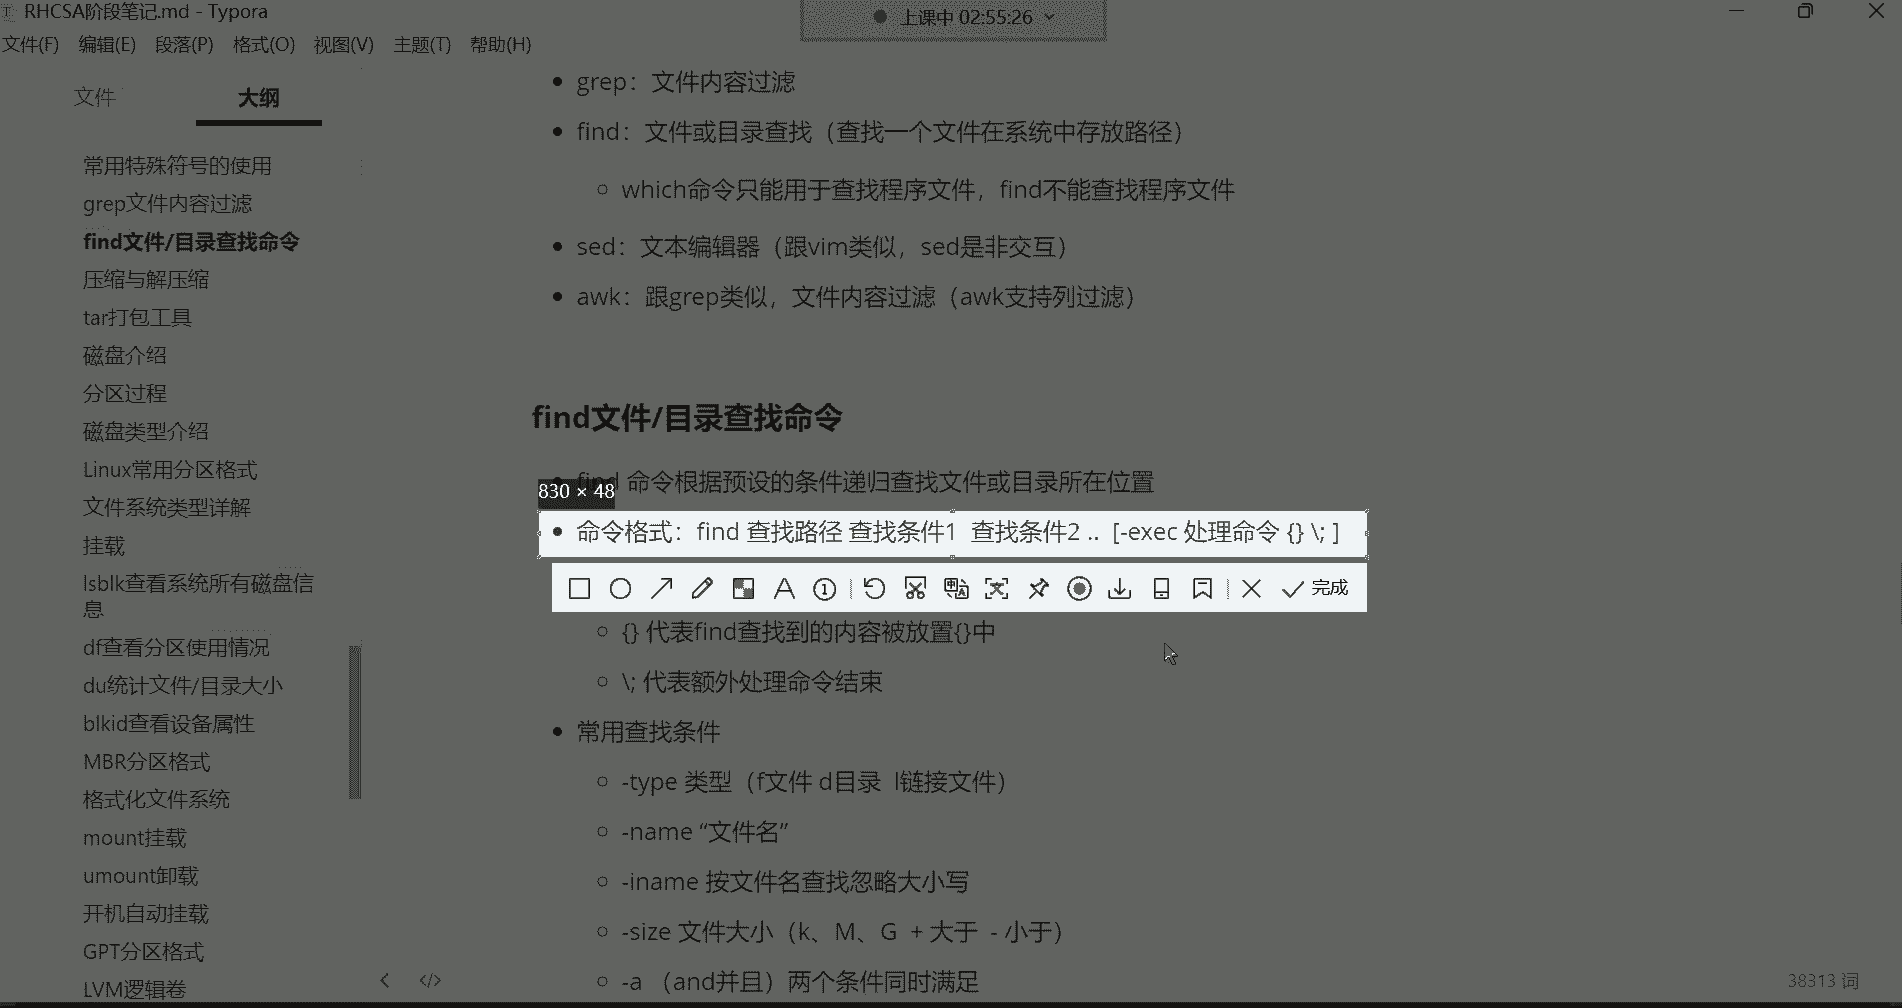 RHCSA阶段笔记.md - Typora
上课中 02:55:26
文件(F) 编辑(E) 段落(P) 格式(O) 视图(V) 主题(T) 帮助(H)
文件 大纲
常用特殊符号的使用
grep文件内容过滤
find文件/目录查找命令
压缩与解压缩
tar打包工具
磁盘介绍
分区过程
磁盘类型介绍
Linux常用分区格式
文件系统类型详解
挂载
lsblk查看系统所有磁盘信
息
df查看分区使用情况
du统计文件/目录大小
blkid查看设备属性
MBR分区格式
格式化文件系统
mount挂载
umount卸载
开机自动挂载
GPT分区格式
LVM逻辑卷
grep：文件内容过滤
find：文件或目录查找（查找一个文件在系统中存放路径）
which命令只能用于查找程序文件，find不能查找程序文件
sed：文本编辑器（跟vim类似，sed是非交互）
awk：跟grep类似，文件内容过滤（awk支持列过滤）
find文件/目录查找命令
find 命令根据预设的条件递归查找文件或目录所在位置
830 × 48
命令格式：find 查找路径 查找条件1 查找条件2 .. [-exec 处理命令 {} \; ]
完成
{} 代表find查找到的内容被放置{}中
\; 代表额外处理命令结束
常用查找条件
-type 类型（f文件 d目录 l链接文件）
-name “文件名”
-iname 按文件名查找忽略大小写
-size 文件大小（k、M、G + 大于 - 小于）
-a （and并且）两个条件同时满足
38313 词